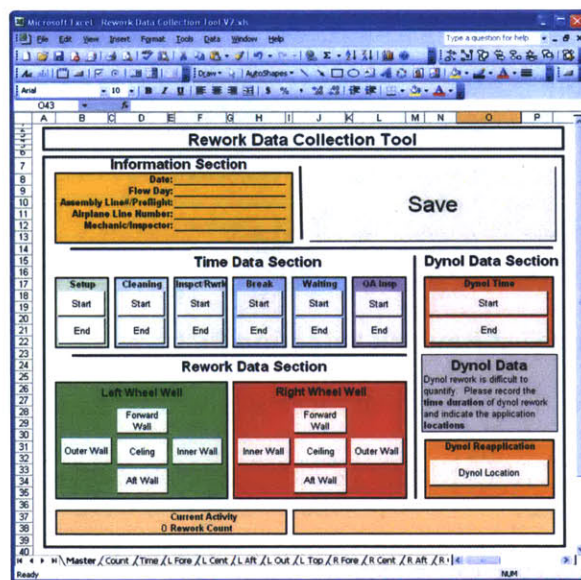 Microsoft Excel - Rework Data Collection Tool V7.xls
File Edit View Insert Format Tools Data Window Help
Type a question for help
Draw AutoShapes
Arial 10 B I U
O43 fx
A B C D E F G H I J K L M N O P
Rework Data Collection Tool
Information Section
Date:
Flow Day:
Assembly Line#/Preflight:
Airplane Line Number:
Mechanic/Inspector:
Save
Time Data Section
Dynol Data Section
Setup Cleaning Inspct/Rwrk Break Waiting QA Insp
Dynol Time
Start Start Start Start Start Start
Start
End End End End End End
End
Rework Data Section
Left Wheel Well
Forward Wall
Outer Wall Celing Inner Wall
Aft Wall
Right Wheel Well
Forward Wall
Inner Wall Ceiling Outer Wall
Aft Wall
Dynol Data
Dynol rework is difficult to
quantify. Please record the
time duration of dynol rework
and indicate the application
locations
Dynol Reapplication
Dynol Location
Current Activity
0 Rework Count
Master / Count / Time / L Fore / L Cent / L Aft / L Out / L Top / R Fore / R Cent / R Aft / R
Ready
NUM